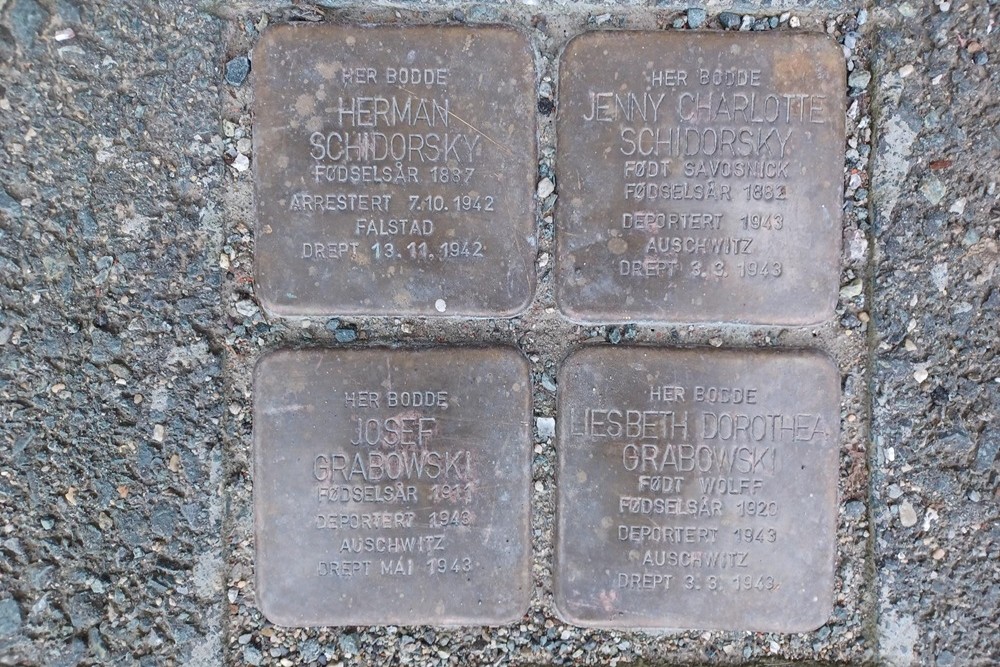 HER BODDE
HERMAN
SCHIDORSKY
FØDSELSÅR 1887
ARRESTERT 7.10.1942
FALSTAD
DREPT 13.11.1942
HER BODDE
JENNY CHARLOTTE
SCHIDORSKY
FØDT SAVOSNICK
FØDSELSÅR 1882
DEPORTERT 1943
AUSCHWITZ
DREPT 3.3.1943
HER BODDE
JOSEF
GRABOWSKI
FØDSELSÅR 1911
DEPORTERT 1943
AUSCHWITZ
DREPT MAI 1943
HER BODDE
LIESBETH DOROTHEA
GRABOWSKI
FØDT WOLFF
FØDSELSÅR 1920
DEPORTERT 1943
AUSCHWITZ
DREPT 3.3.1943